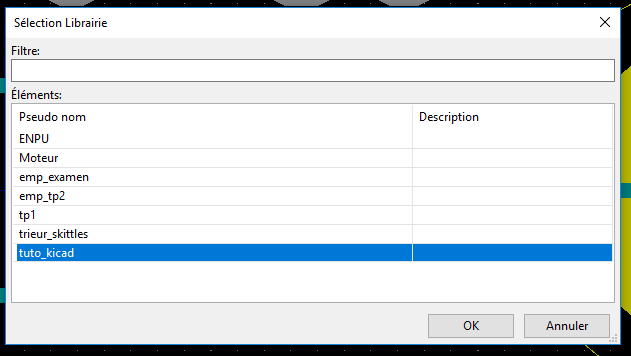 Sélection Librairie
Filtre:
Éléments:
Pseudo nom Description
ENPU
Moteur
emp_examen
emp_tp2
tp1
trieur_skittles
tuto_kicad
OK Annuler